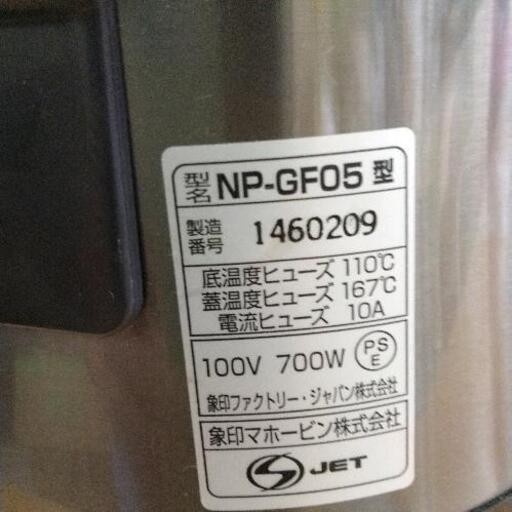 型名 NP-GF05 型
製造番号 1460209
底温度ヒューズ 110℃
蓋温度ヒューズ 167℃
電流ヒューズ 10A
100V 700W PSE
象印ファクトリー・ジャパン株式会社
象印マホービン株式会社
S JET